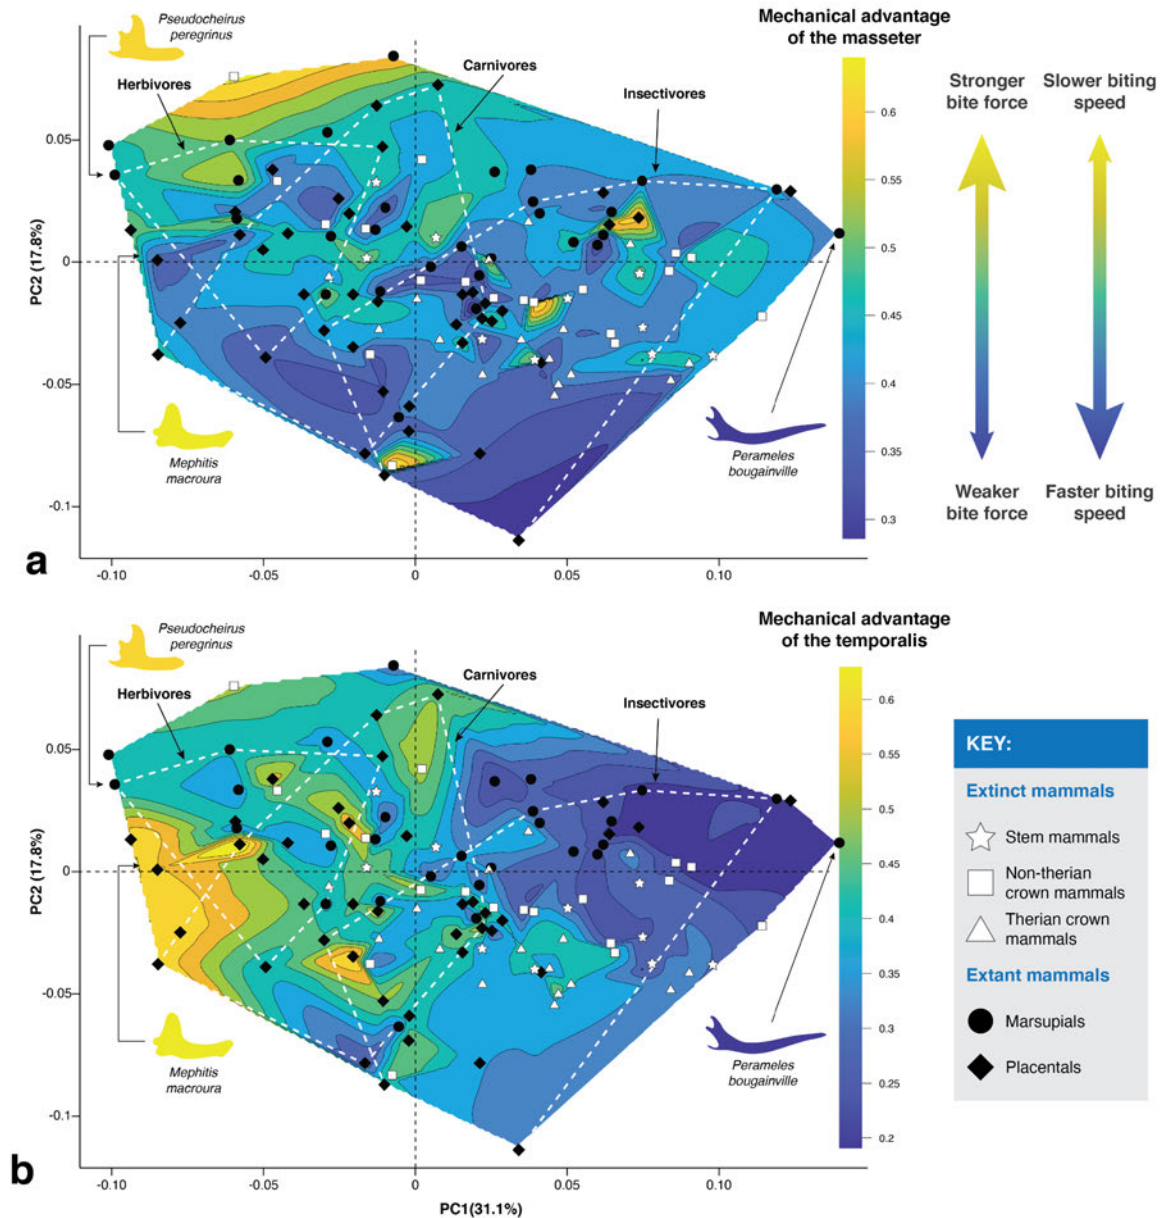 Pseudocheirus
peregrinus
Herbivores
Carnivores
Insectivores
Mechanical advantage
of the masseter
0.6
0.55
0.5
0.45
0.4
0.35
0.3
Stronger
bite force
Slower biting
speed
Weaker
bite force
Faster biting
speed
0.05
0
-0.05
-0.1
PC2 (17.8%)
Mephitis
macroura
Perameles
bougainville
-0.10
-0.05
0
0.05
0.10
a
Pseudocheirus
peregrinus
Herbivores
Carnivores
Insectivores
Mechanical advantage
of the temporalis
0.6
0.55
0.5
0.45
0.4
0.35
0.3
0.25
0.2
0.05
0
-0.05
-0.1
PC2 (17.8%)
Mephitis
macroura
Perameles
bougainville
-0.10
-0.05
0
0.05
0.10
PC1(31.1%)
b
KEY:
Extinct mammals
Stem mammals
Non-therian
crown mammals
Therian crown
mammals
Extant mammals
Marsupials
Placentals